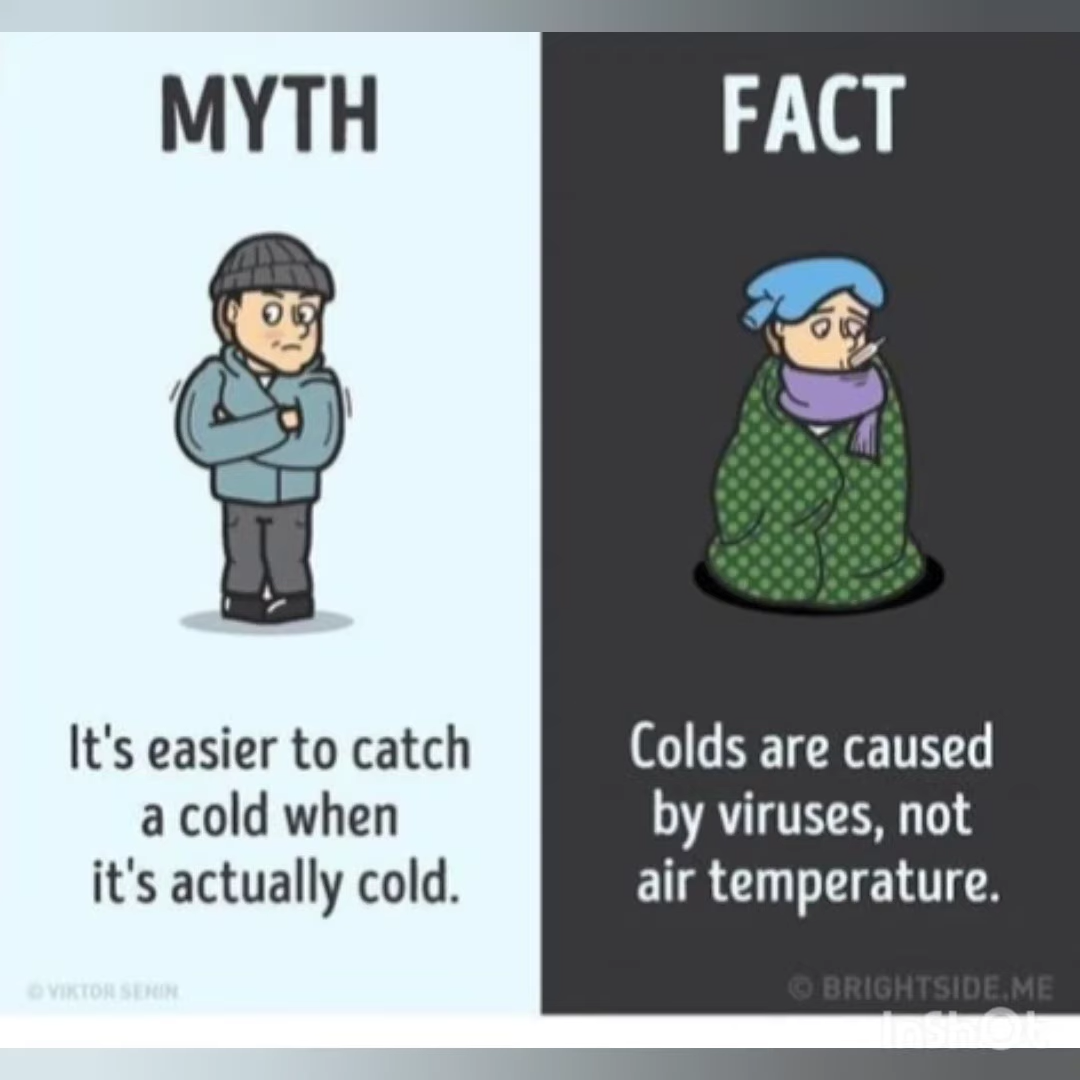 MYTH
It's easier to catch
a cold when
it's actually cold.
© VIKTOR SENIN
FACT
Colds are caused
by viruses, not
air temperature.
© BRIGHTSIDE.ME
InShOt